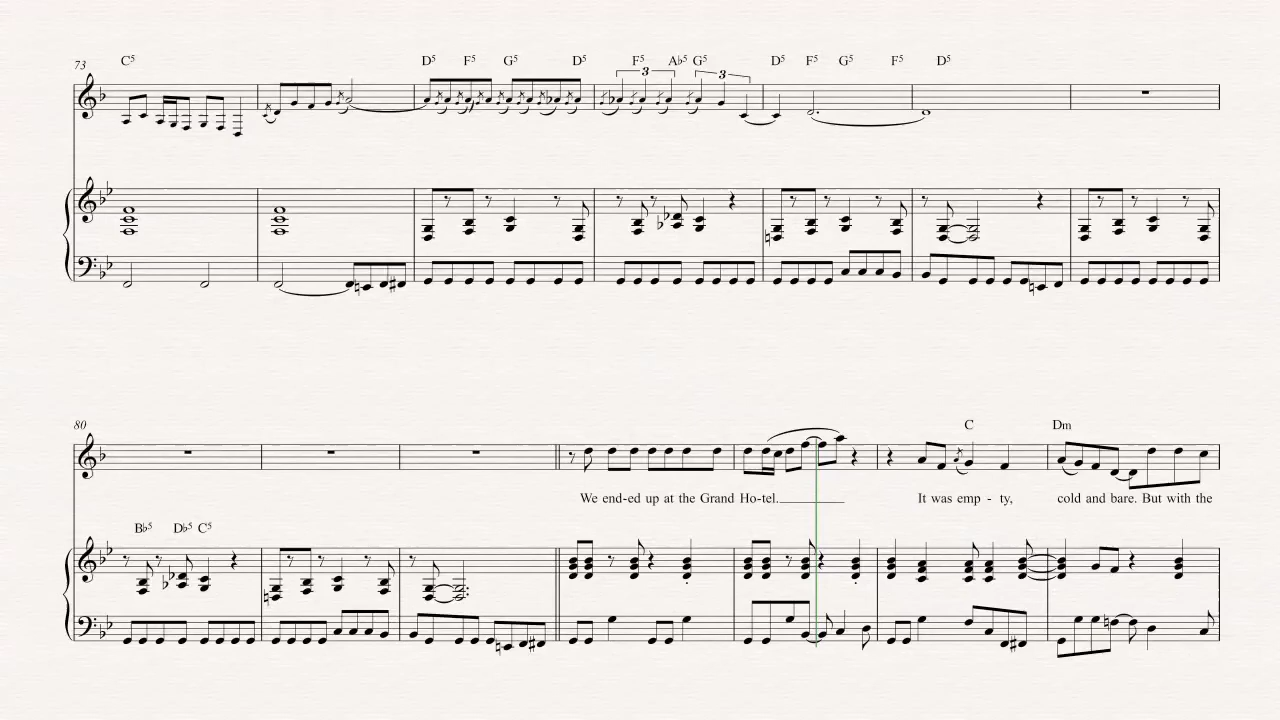 73 C5 D5 F5 G5 D5 F5 A♭5 G5 D5 F5 G5 F5 D5
3 3
80 C Dm
We end-ed up at the Grand Ho-tel. It was emp - ty, cold and bare. But with the
B♭5 D♭5 C5